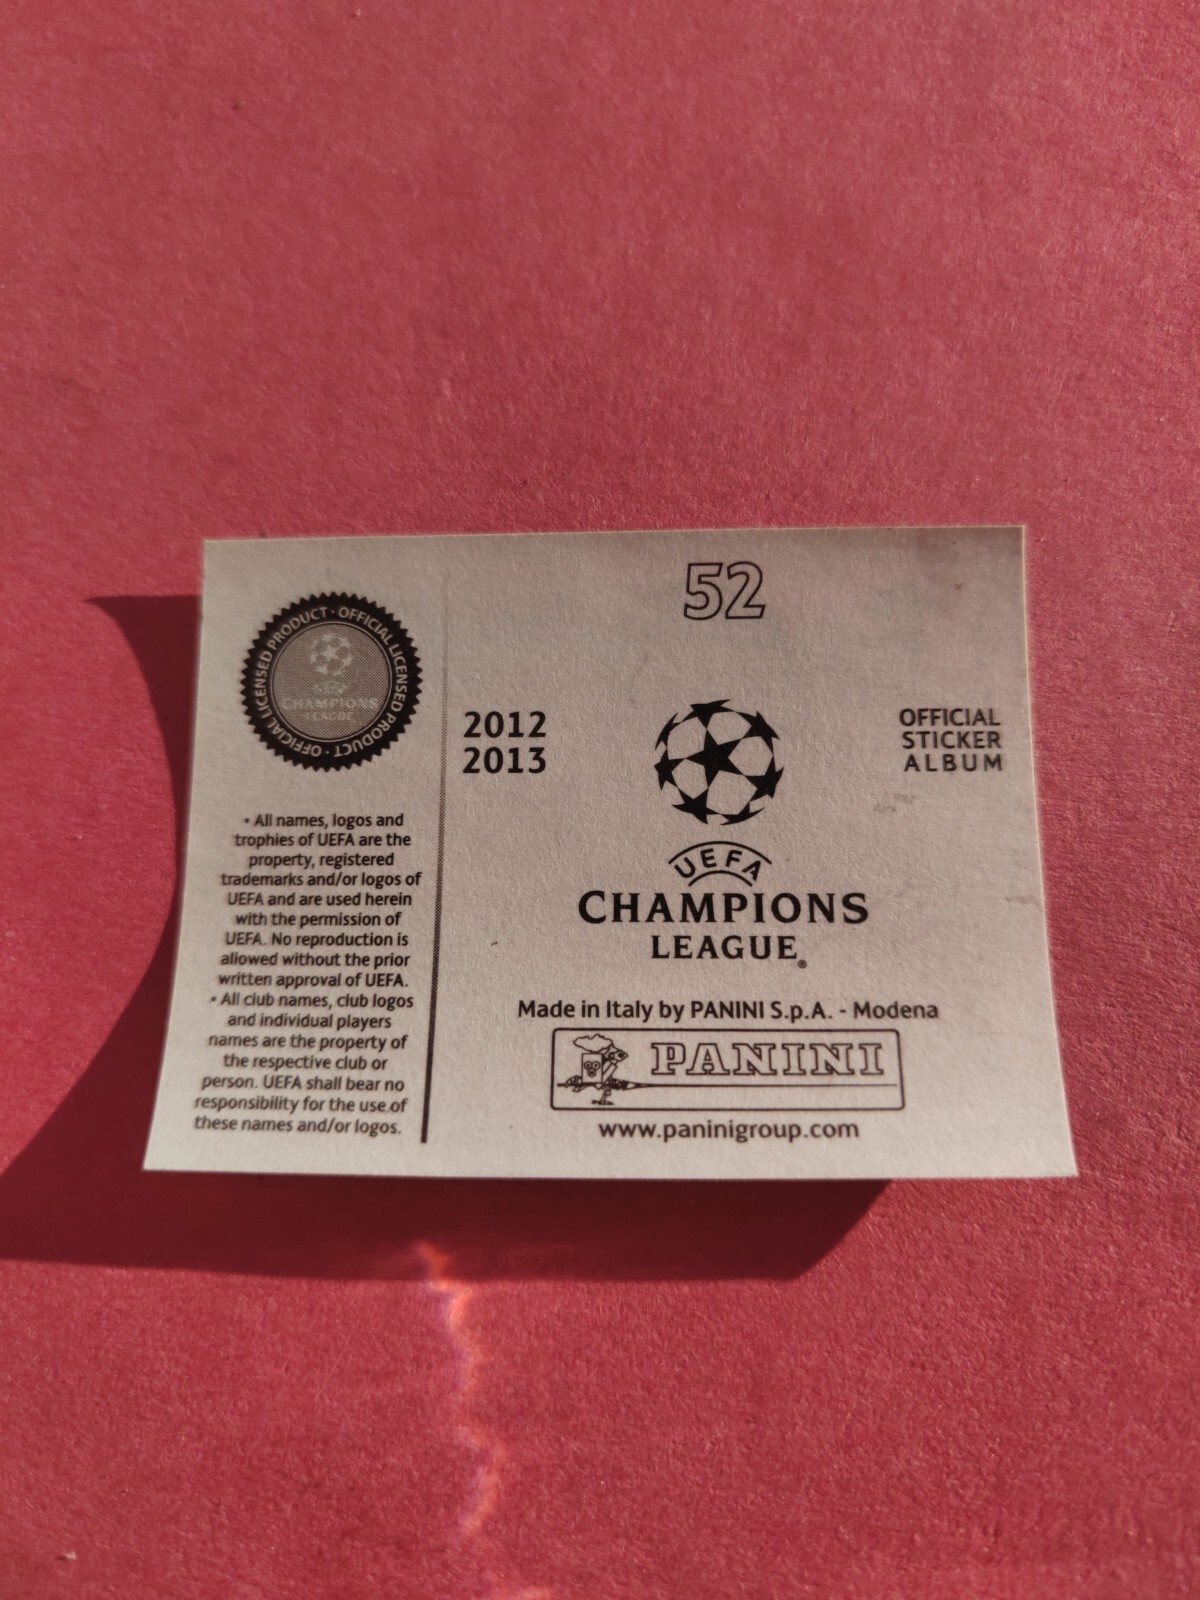 52
OFFICIAL LICENSED PRODUCT · OFFICIAL LICENSED PRODUCT ·
UEFA
CHAMPIONS
LEAGUE
• All names, logos and
trophies of UEFA are the
property, registered
trademarks and/or logos of
UEFA and are used herein
with the permission of
UEFA. No reproduction is
allowed without the prior
written approval of UEFA.
• All club names, club logos
and individual players
names are the property of
the respective club or
person. UEFA shall bear no
responsibility for the use of
these names and/or logos.
2012
2013
OFFICIAL
STICKER
ALBUM
UEFA
CHAMPIONS
LEAGUE®
Made in Italy by PANINI S.p.A. - Modena
PANINI
www.paninigroup.com